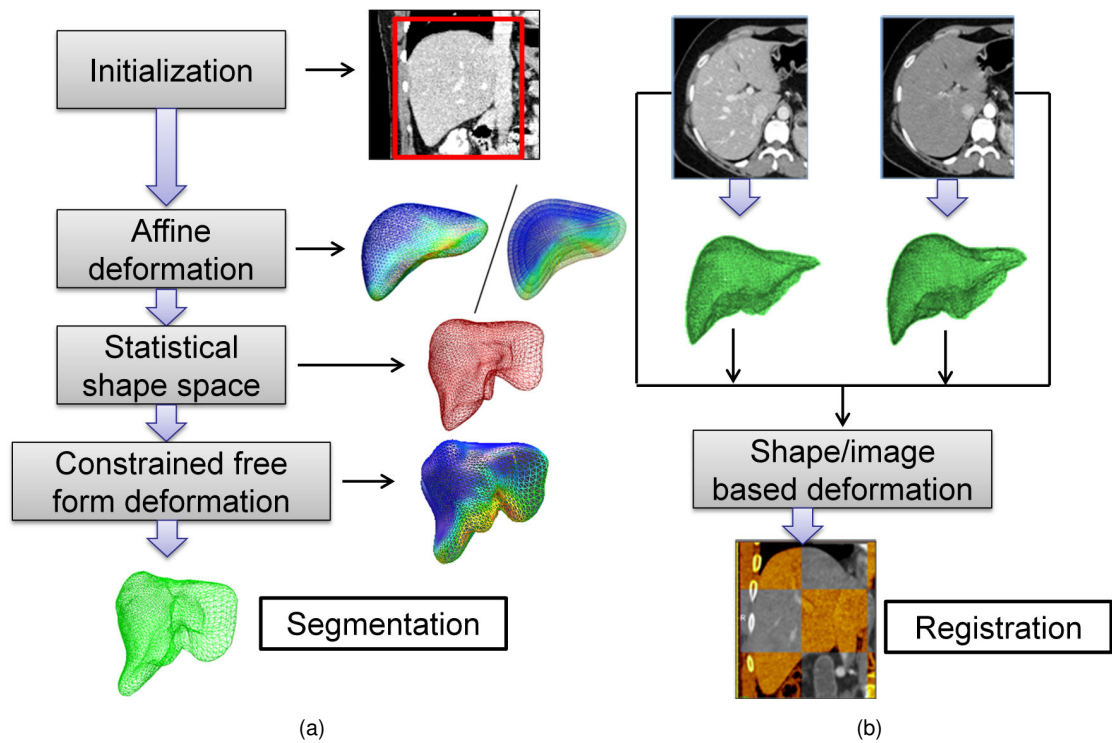 Initialization
Affine
deformation
Statistical
shape space
Constrained free
form deformation
Segmentation
(a)
Shape/image
based deformation
R
Registration
(b)